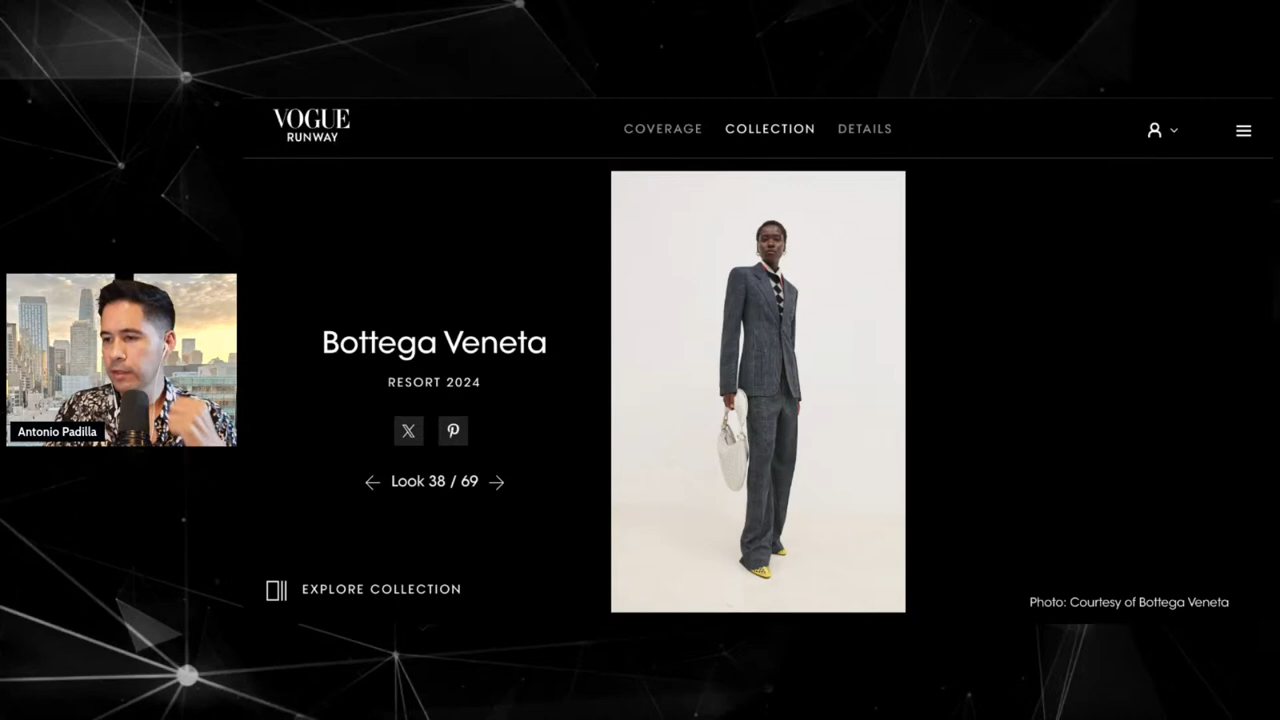 VOGUE
RUNWAY
COVERAGE COLLECTION DETAILS
Bottega Veneta
RESORT 2024
Look 38 / 69
EXPLORE COLLECTION
Antonio Padilla
Photo: Courtesy of Bottega Veneta